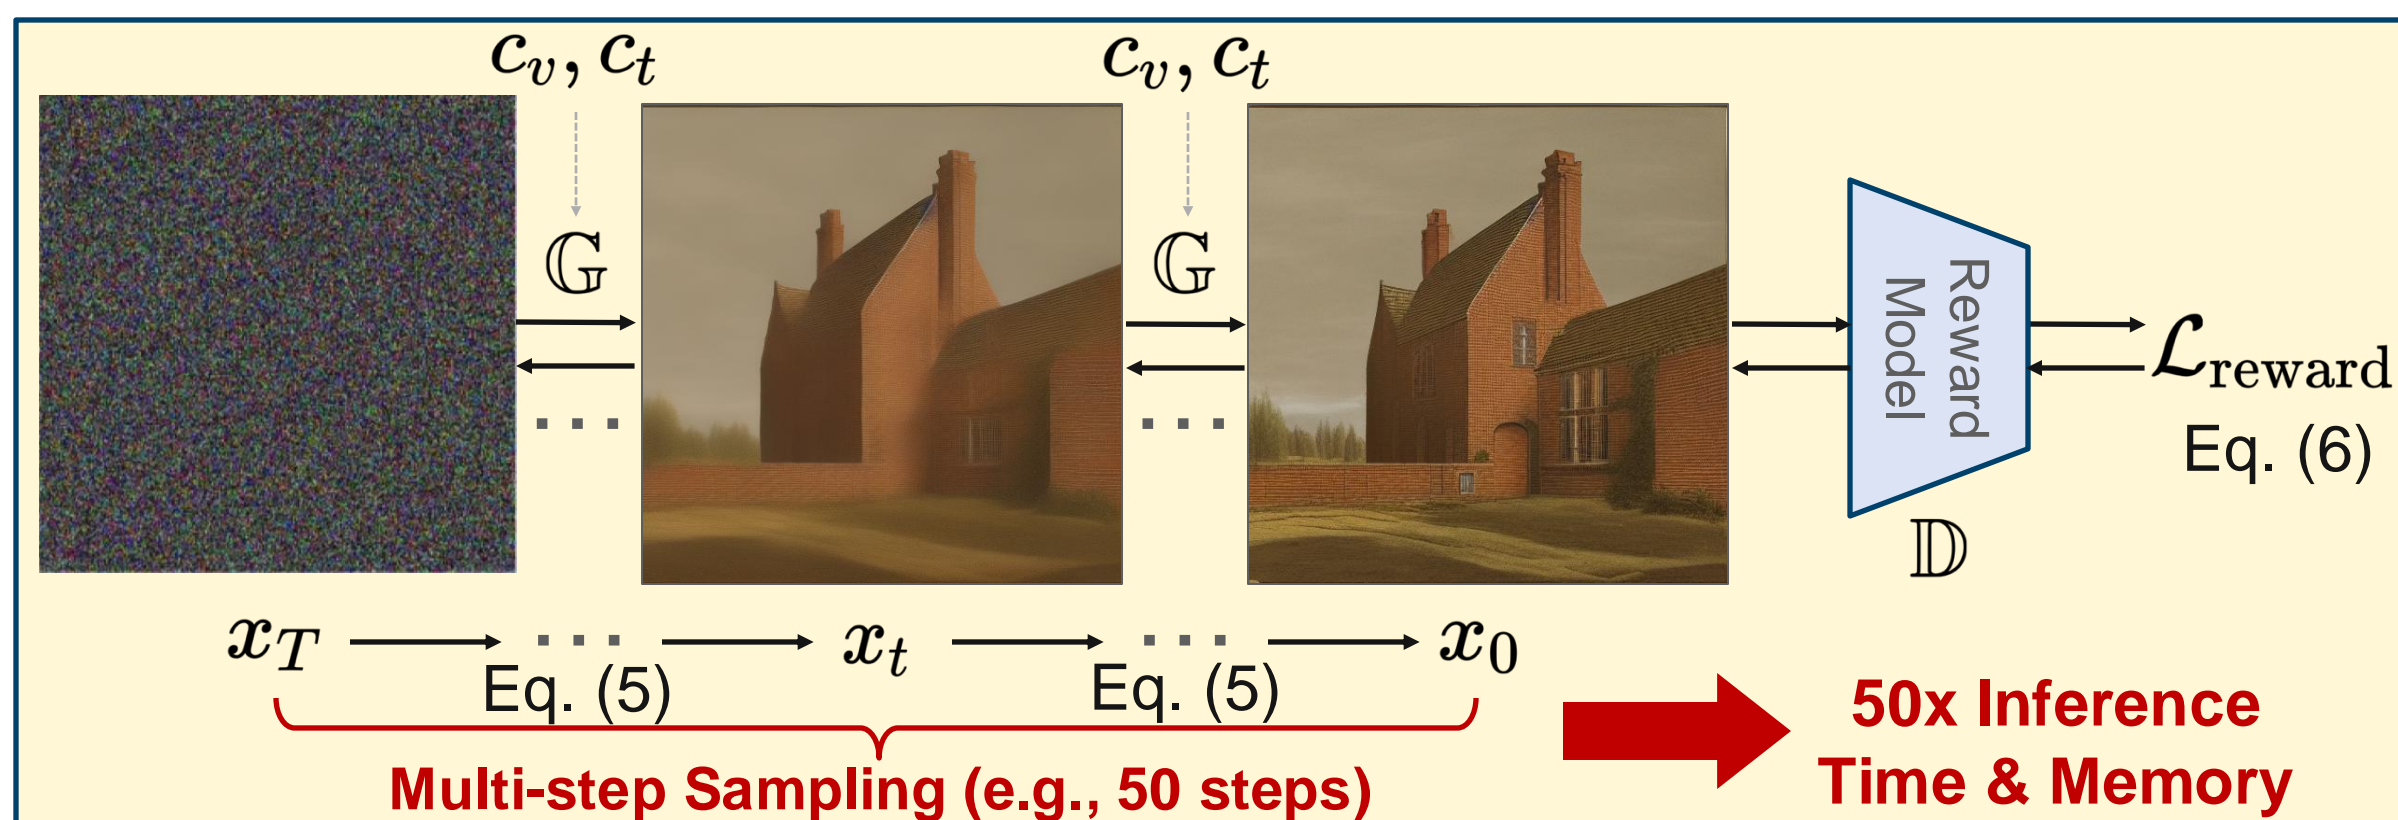 c_v, c_t
c_v, c_t
𝔾
𝔾
Reward
Model
ℒ_reward
Eq. (6)
𝔻
x_T
...
x_t
...
x_0
Eq. (5)
Eq. (5)
Multi-step Sampling (e.g., 50 steps)
50x Inference
Time & Memory